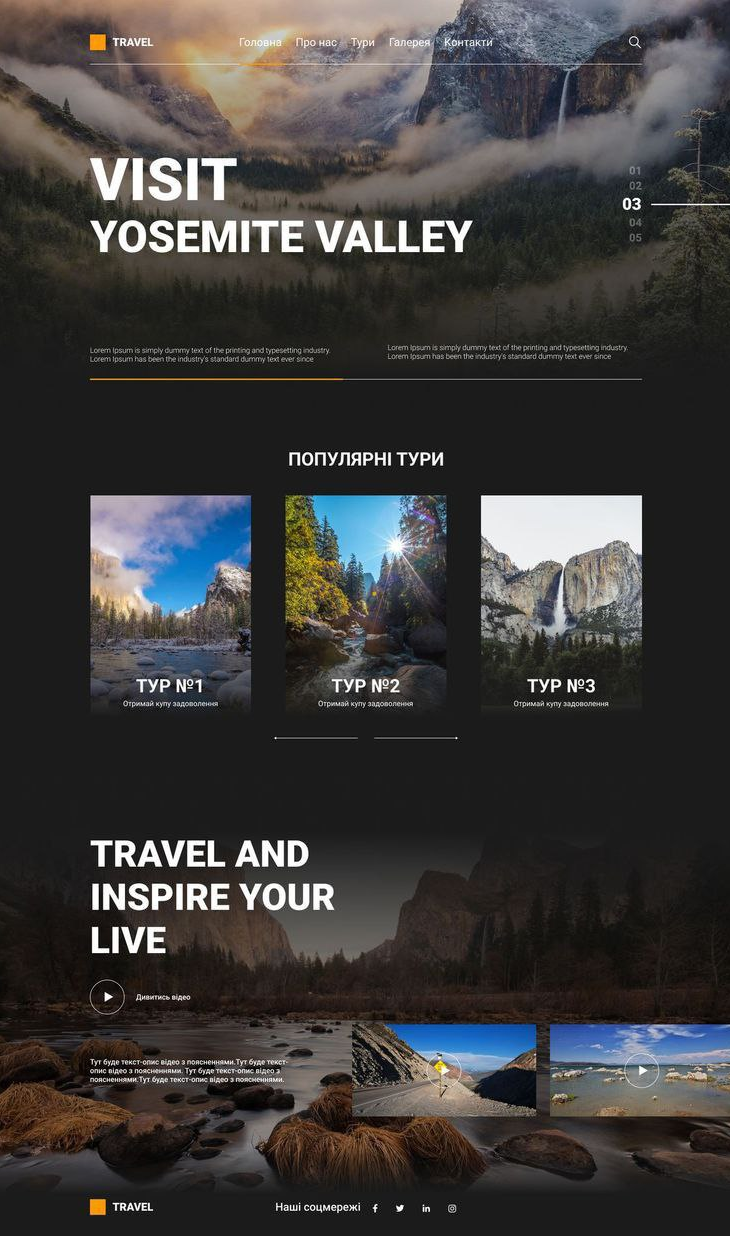 TRAVEL
Головна Про нас Тури Галерея Контакти
VISIT
YOSEMITE VALLEY
01
02
03
04
05
Lorem Ipsum is simply dummy text of the printing and typesetting industry.
Lorem Ipsum has been the industry's standard dummy text ever since
Lorem Ipsum is simply dummy text of the printing and typesetting industry.
Lorem Ipsum has been the industry's standard dummy text ever since
ПОПУЛЯРНІ ТУРИ
ТУР №1
Отримай купу задоволення
ТУР №2
Отримай купу задоволення
ТУР №3
Отримай купу задоволення
TRAVEL AND
INSPIRE YOUR
LIVE
Дивитись відео
Тут буде текст-опис відео з поясненнями.Тут буде текст-
опис відео з поясненнями. Тут буде текст-опис відео з
поясненнями.Тут буде текст-опис відео з поясненнями.
TRAVEL
Наші соцмережі